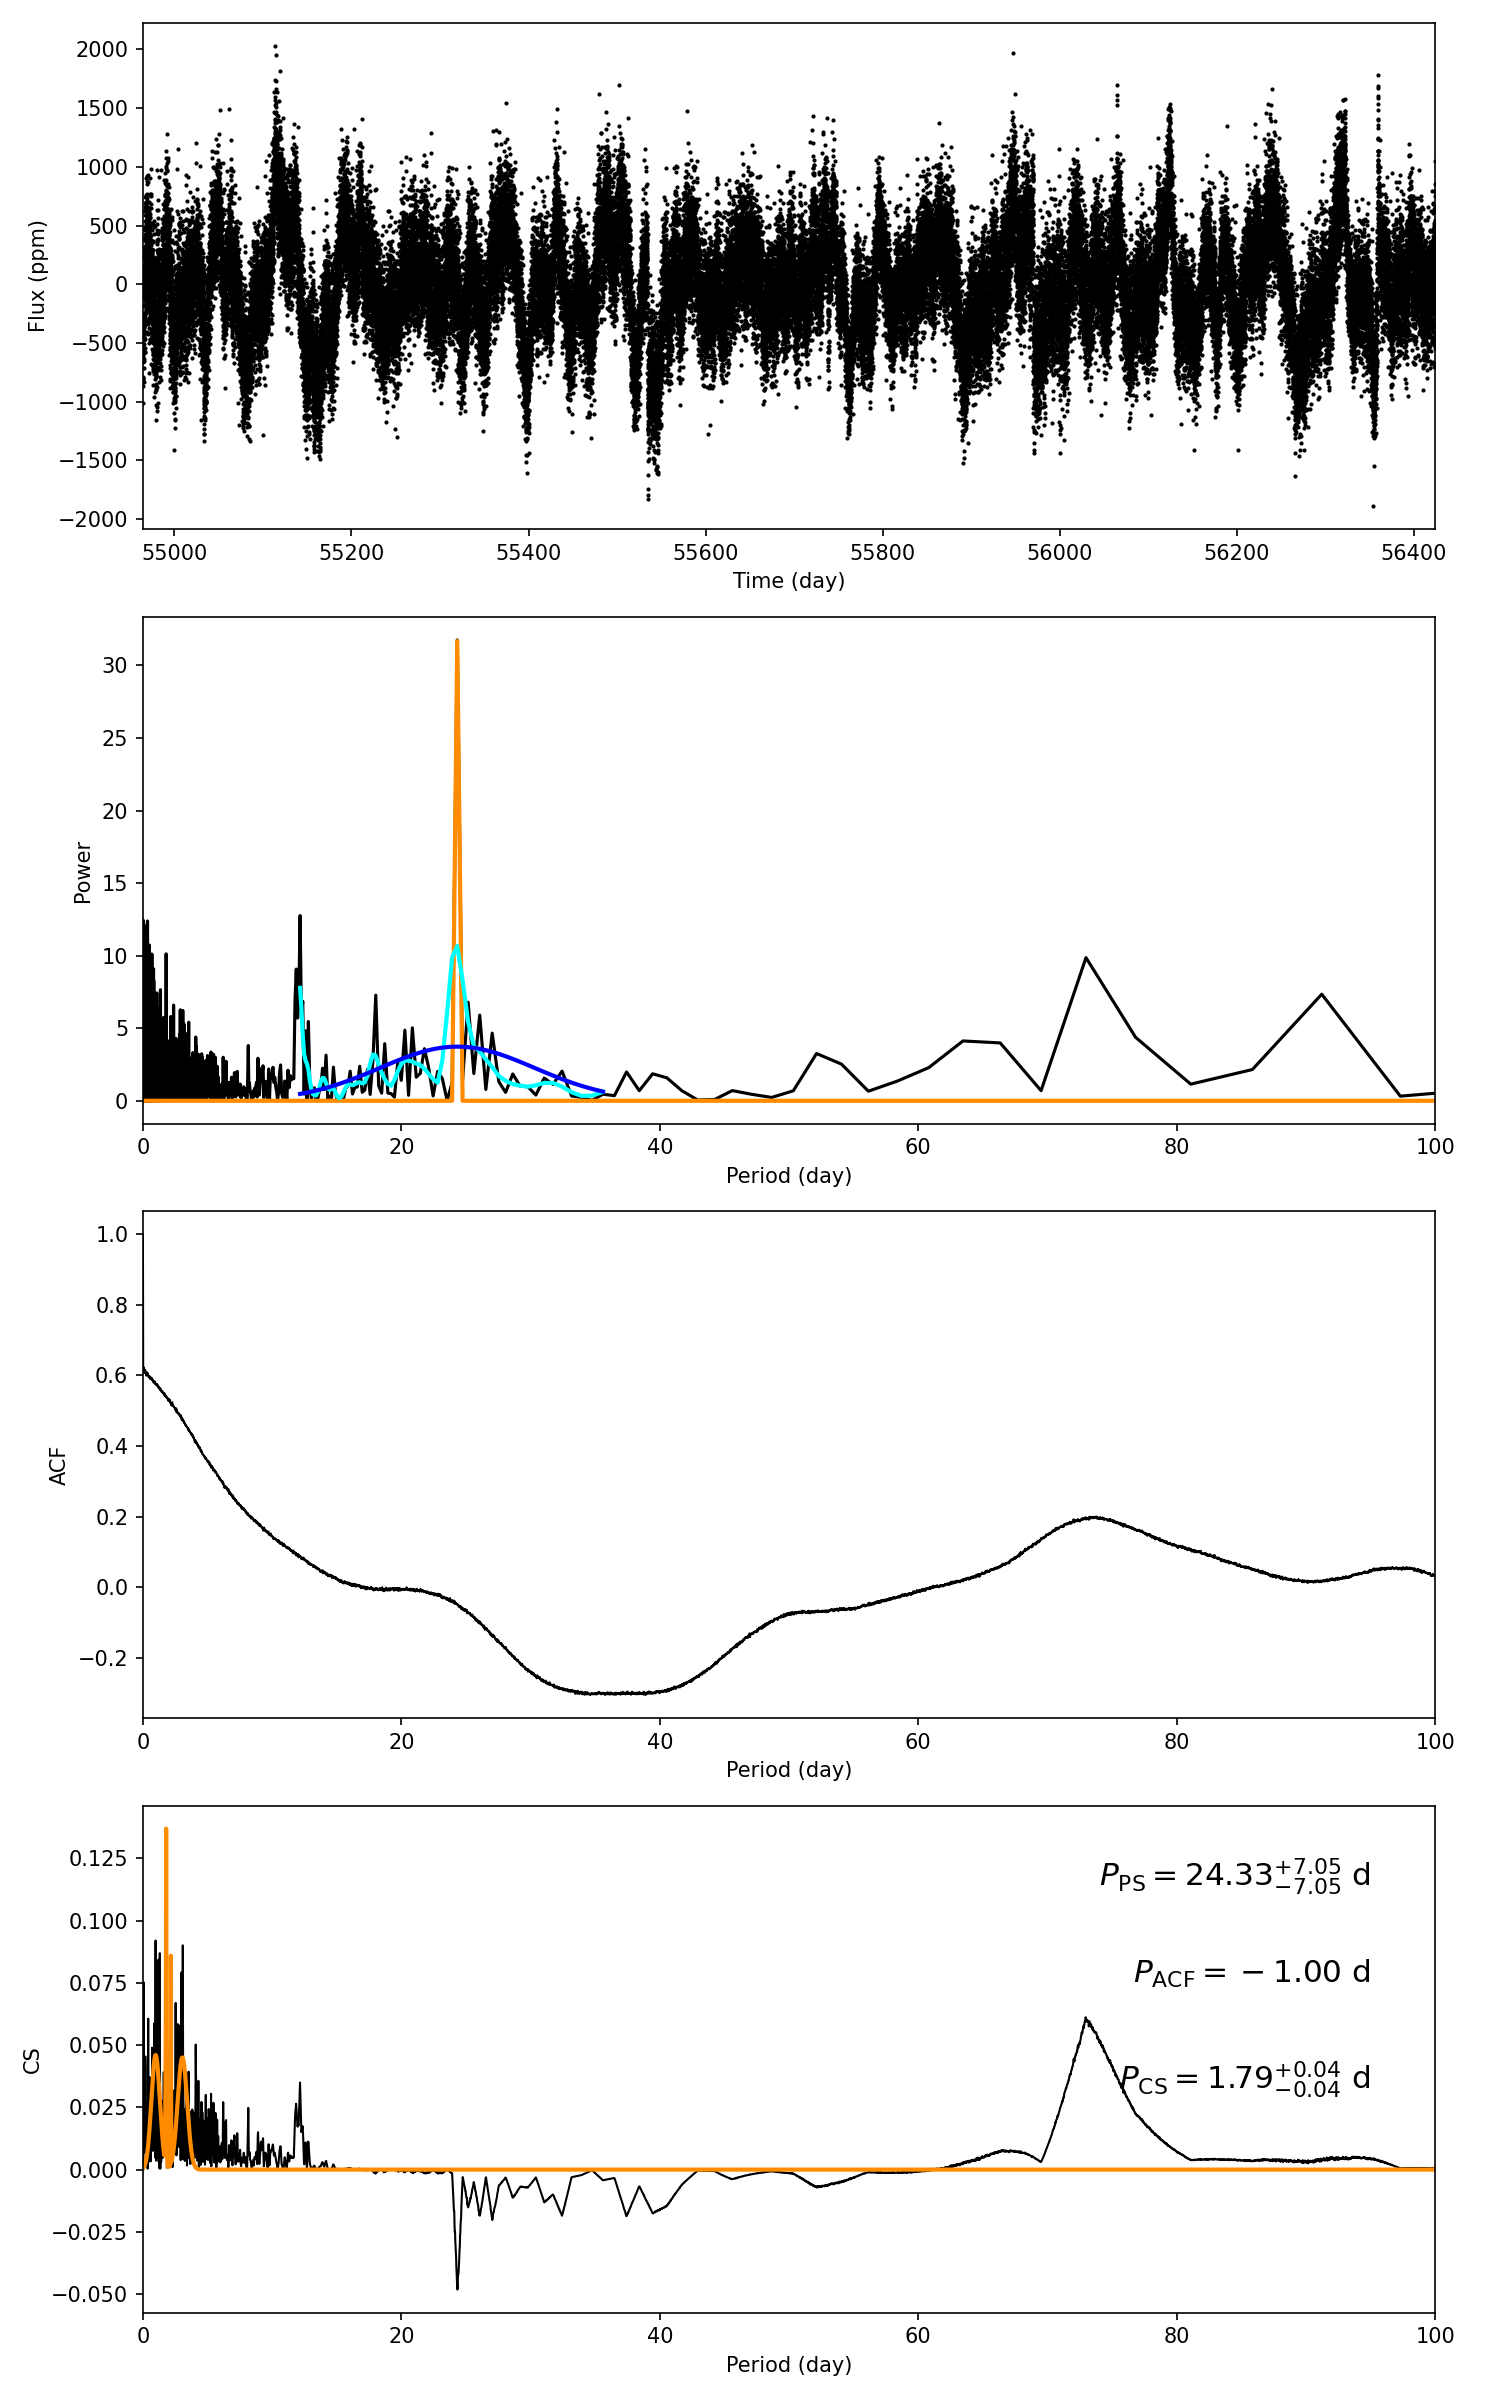 2000
1500
1000
500
0
−500
−1000
−1500
−2000
Flux (ppm)
55000 55200 55400 55600 55800 56000 56200 56400
Time (day)
30
25
20
15
10
5
0
Power
0 20 40 60 80 100
Period (day)
1.0
0.8
0.6
0.4
0.2
0.0
−0.2
ACF
0 20 40 60 80 100
Period (day)
0.125
0.100
0.075
0.050
0.025
0.000
−0.025
−0.050
CS
P_PS = 24.33 +7.05 −7.05 d
P_ACF = −1.00 d
P_CS = 1.79 +0.04 −0.04 d
0 20 40 60 80 100
Period (day)